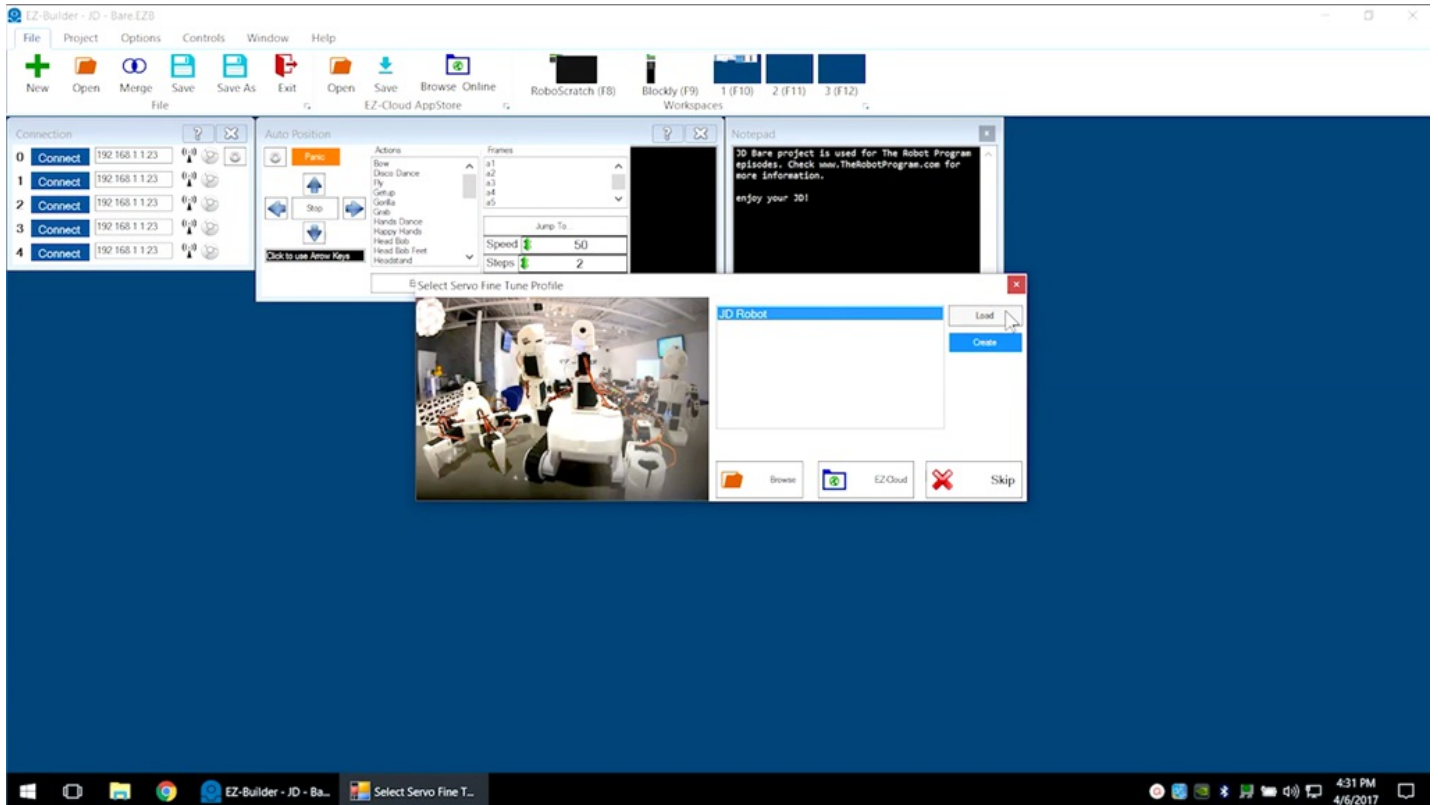 EZ-Builder - JD - Bare.EZB
File Project Options Controls Window Help
New Open Merge Save Save As Exit Open Save Browse Online RoboScratch (F8) Blockly (F9) 1 (F10) 2 (F11) 3 (F12)
File EZ-Cloud AppStore Workspaces
Connection
0 Connect 192.168.1.1:23
1 Connect 192.168.1.1:23
2 Connect 192.168.1.1:23
3 Connect 192.168.1.1:23
4 Connect 192.168.1.1:23
Auto Position
Panic
Stop
Click to use Arrow Keys
Actions
Bow
Disco Dance
Fly
Getup
Gorilla
Grab
Hands Dance
Happy Hands
Head Bob
Head Bob Feet
Headstand
Frames
a1
a2
a3
a4
a5
Jump To ...
Speed 50
Steps 2
Notepad
JD Bare project is used for The Robot Program
episodes. Check www.TheRobotProgram.com for
more information.
enjoy your JD!
Select Servo Fine Tune Profile
JD Robot
Load
Create
Browse
EZ-Cloud
Skip
EZ-Builder - JD - Ba...
Select Servo Fine T...
4:31 PM
4/6/2017